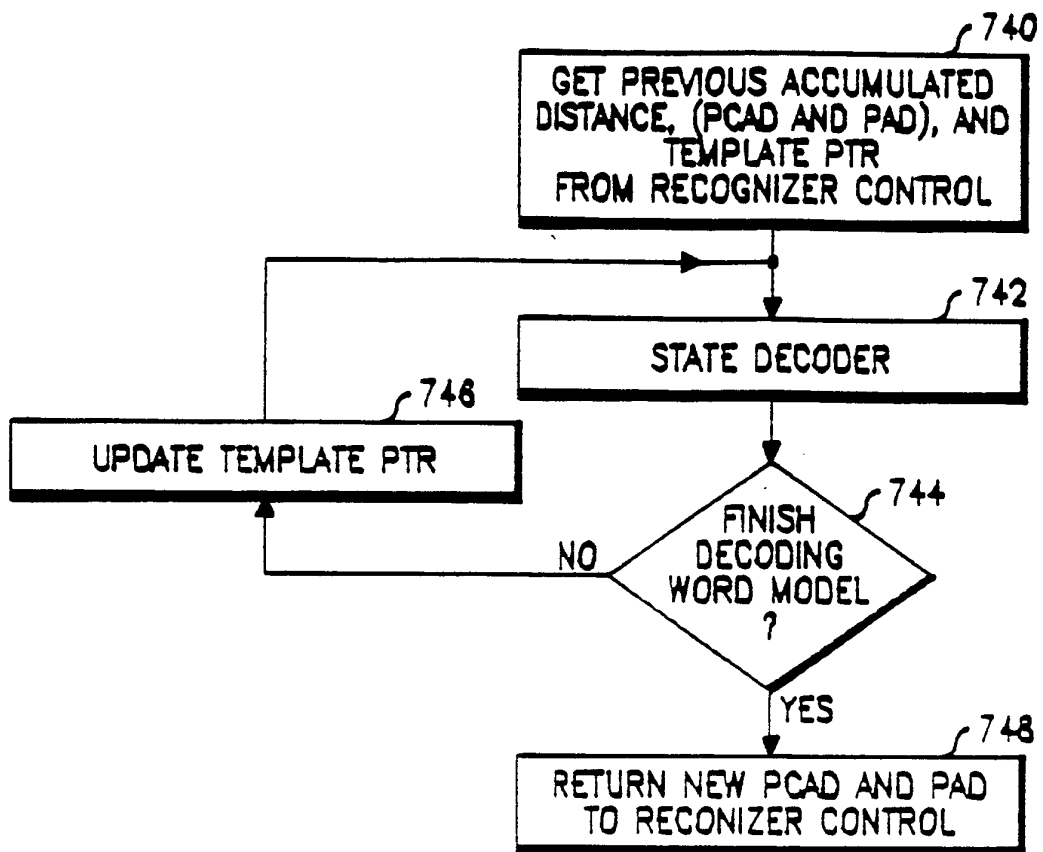 740
GET PREVIOUS ACCUMULATED
DISTANCE, (PCAD AND PAD), AND
TEMPLATE PTR
FROM RECOGNIZER CONTROL
742
STATE DECODER
746
UPDATE TEMPLATE PTR
744
FINISH
DECODING
WORD MODEL
?
NO
YES
748
RETURN NEW PCAD AND PAD
TO RECONIZER CONTROL